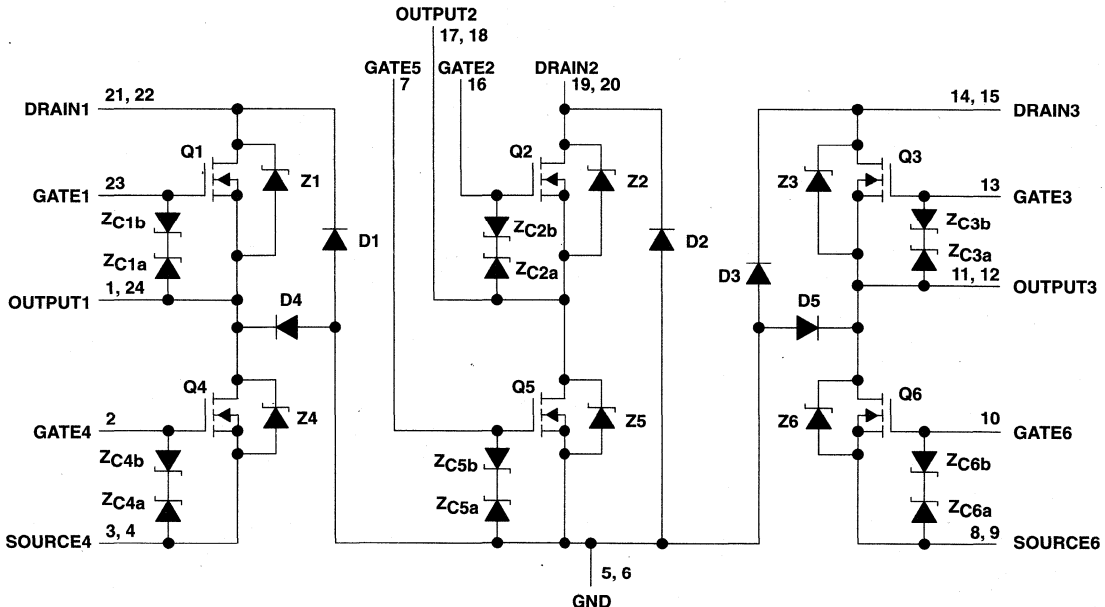 OUTPUT2
17, 18
GATE5 GATE2 DRAIN2
7 16 19, 20
DRAIN1 21, 22 14, 15 DRAIN3
Q1 Q2 Q3
Z1 Z2 Z3
GATE1 23 13 GATE3
ZC1b ZC2b ZC3b
D1 D2
ZC1a ZC2a D3 ZC3a
OUTPUT1 1, 24 11, 12 OUTPUT3
D4 D5
Q4 Q5 Q6
Z4 Z5 Z6
GATE4 2 10 GATE6
ZC4b ZC5b ZC6b
ZC4a ZC5a ZC6a
SOURCE4 3, 4 8, 9 SOURCE6
5, 6
GND